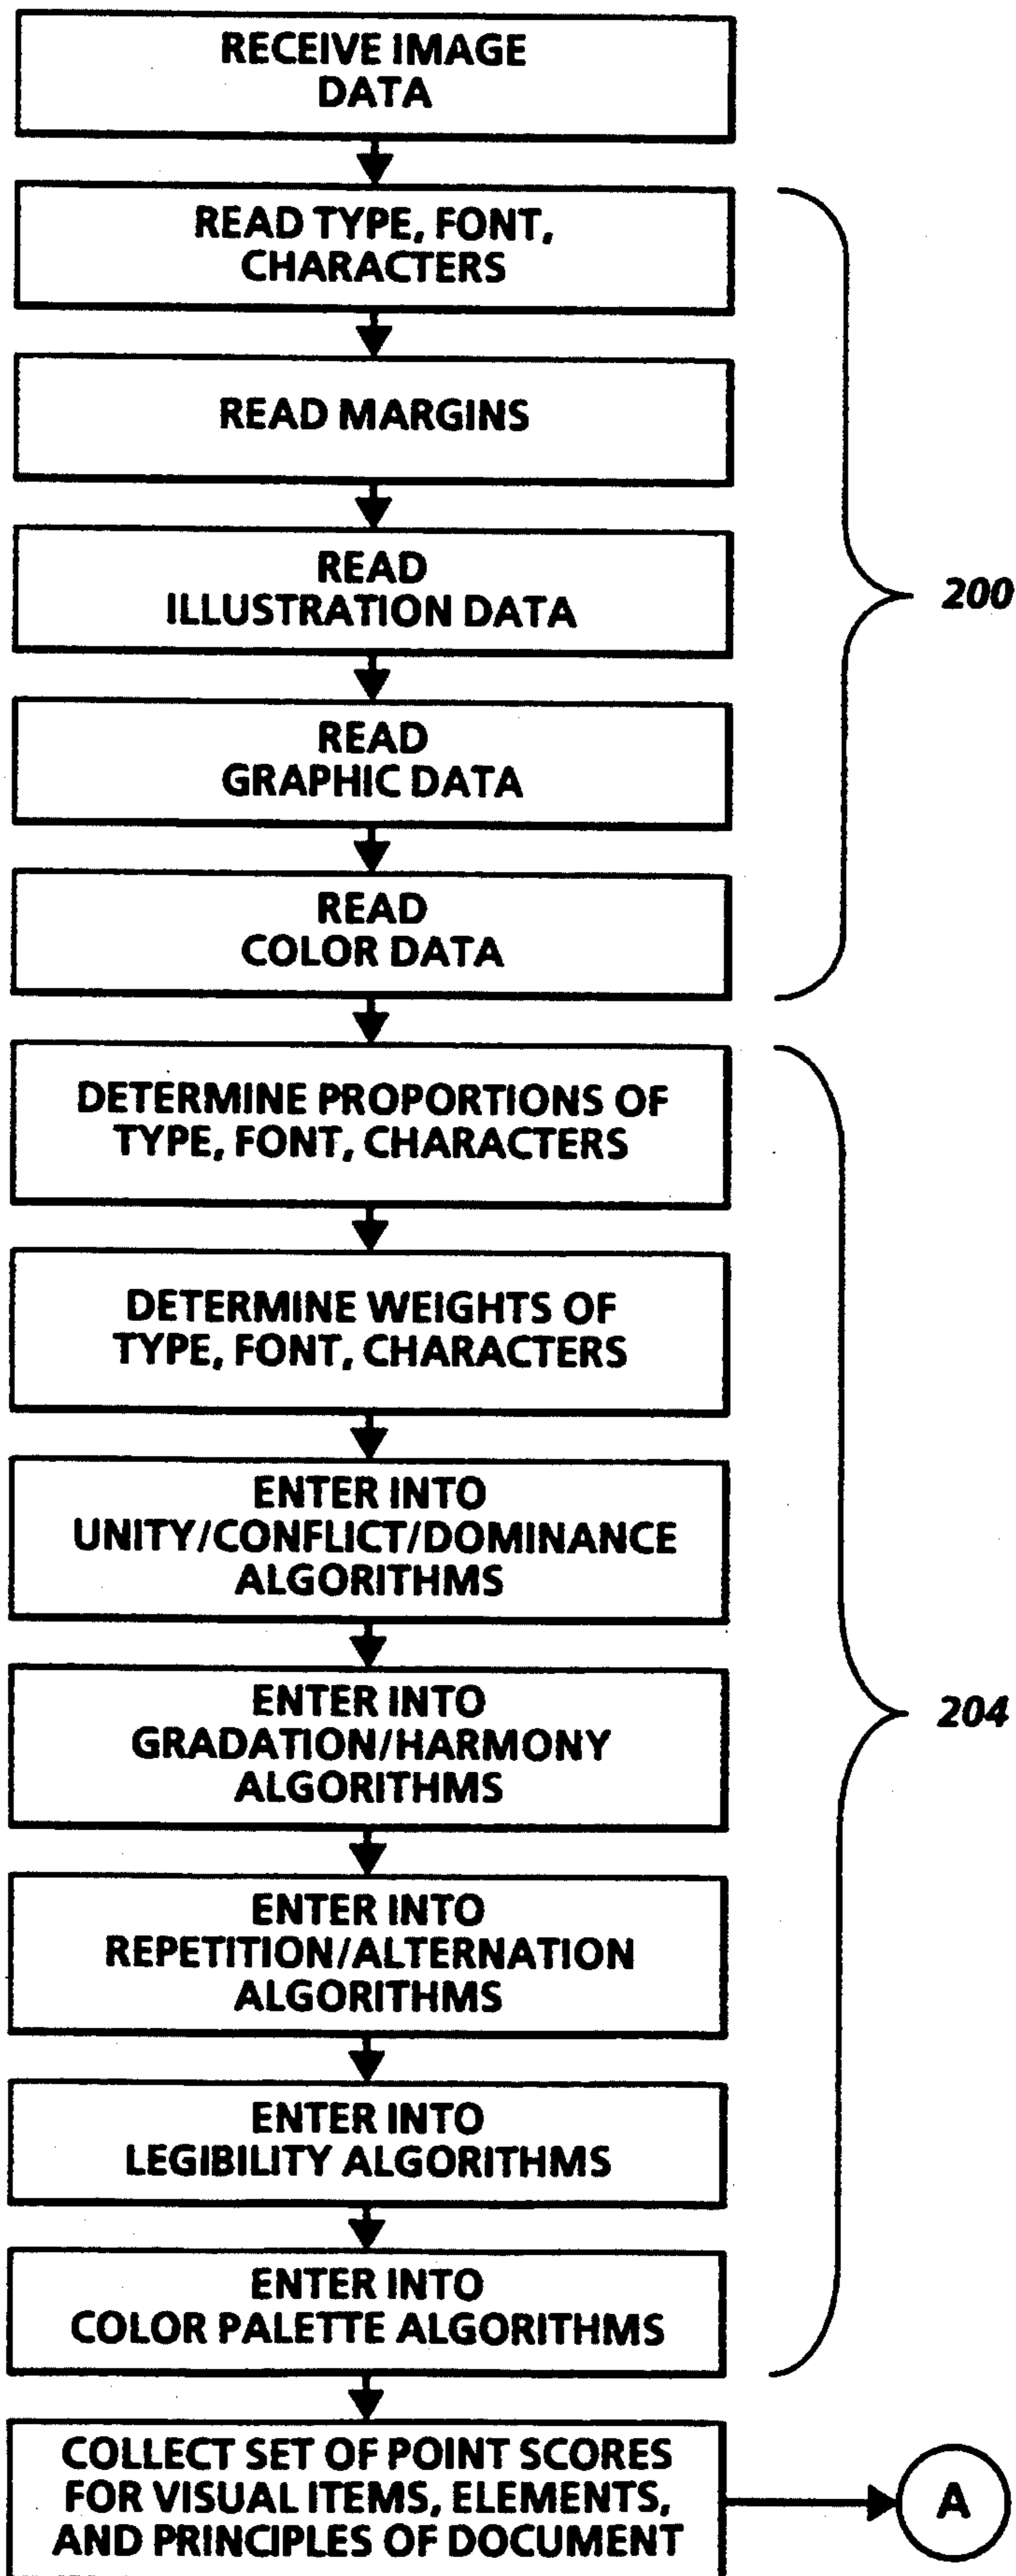 RECEIVE IMAGE
DATA
READ TYPE, FONT,
CHARACTERS
READ MARGINS
READ
ILLUSTRATION DATA
200
READ
GRAPHIC DATA
READ
COLOR DATA
DETERMINE PROPORTIONS OF
TYPE, FONT, CHARACTERS
DETERMINE WEIGHTS OF
TYPE, FONT, CHARACTERS
ENTER INTO
UNITY/CONFLICT/DOMINANCE
ALGORITHMS
ENTER INTO
GRADATION/HARMONY
ALGORITHMS
204
ENTER INTO
REPETITION/ALTERNATION
ALGORITHMS
ENTER INTO
LEGIBILITY ALGORITHMS
ENTER INTO
COLOR PALETTE ALGORITHMS
COLLECT SET OF POINT SCORES
FOR VISUAL ITEMS, ELEMENTS,
AND PRINCIPLES OF DOCUMENT
A